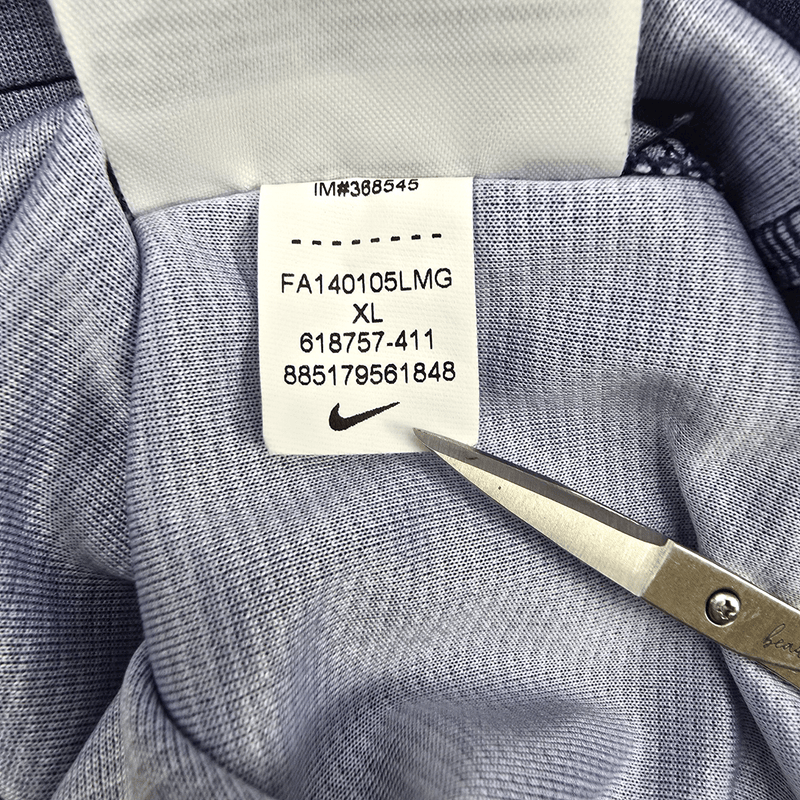 IM#368545
--------
FA140105LMG
XL
618757-411
885179561848